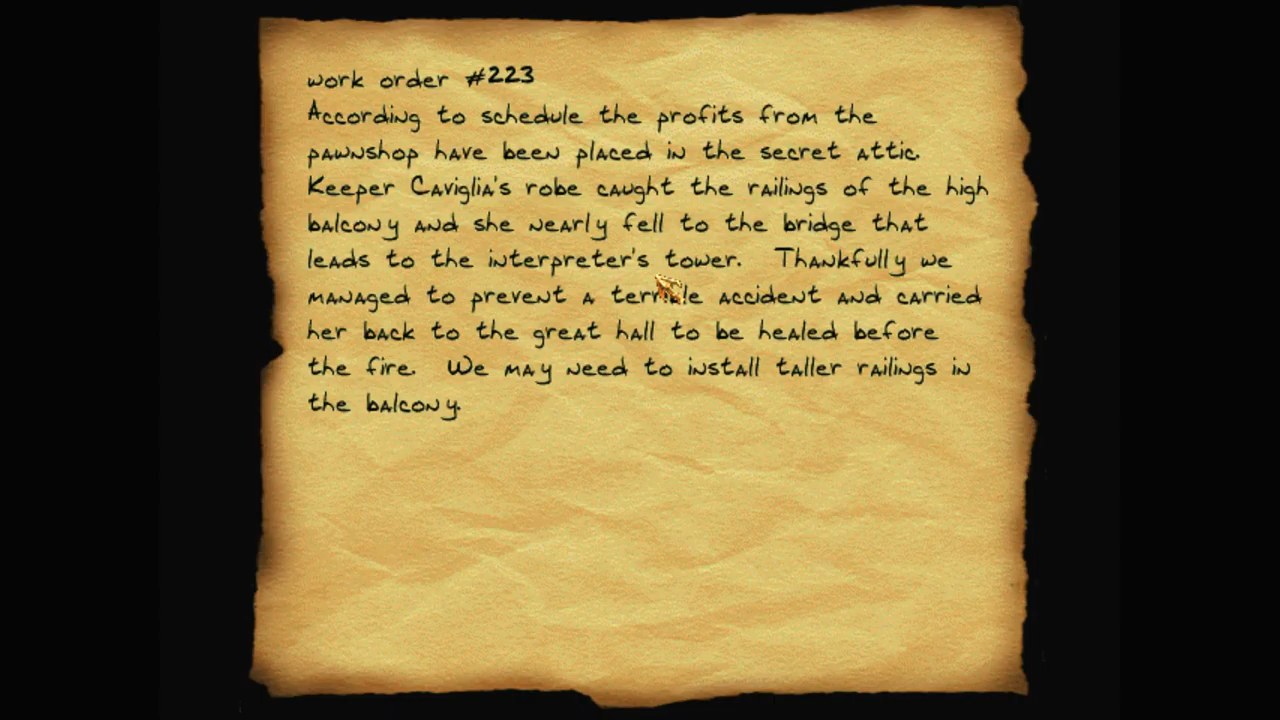 work order #223
According to schedule the profits from the
pawnshop have been placed in the secret attic.
Keeper Caviglia's robe caught the railings of the high
balcony and she nearly fell to the bridge that
leads to the interpreter's tower. Thankfully we
managed to prevent a terrible accident and carried
her back to the great hall to be healed before
the fire. We may need to install taller railings in
the balcony.